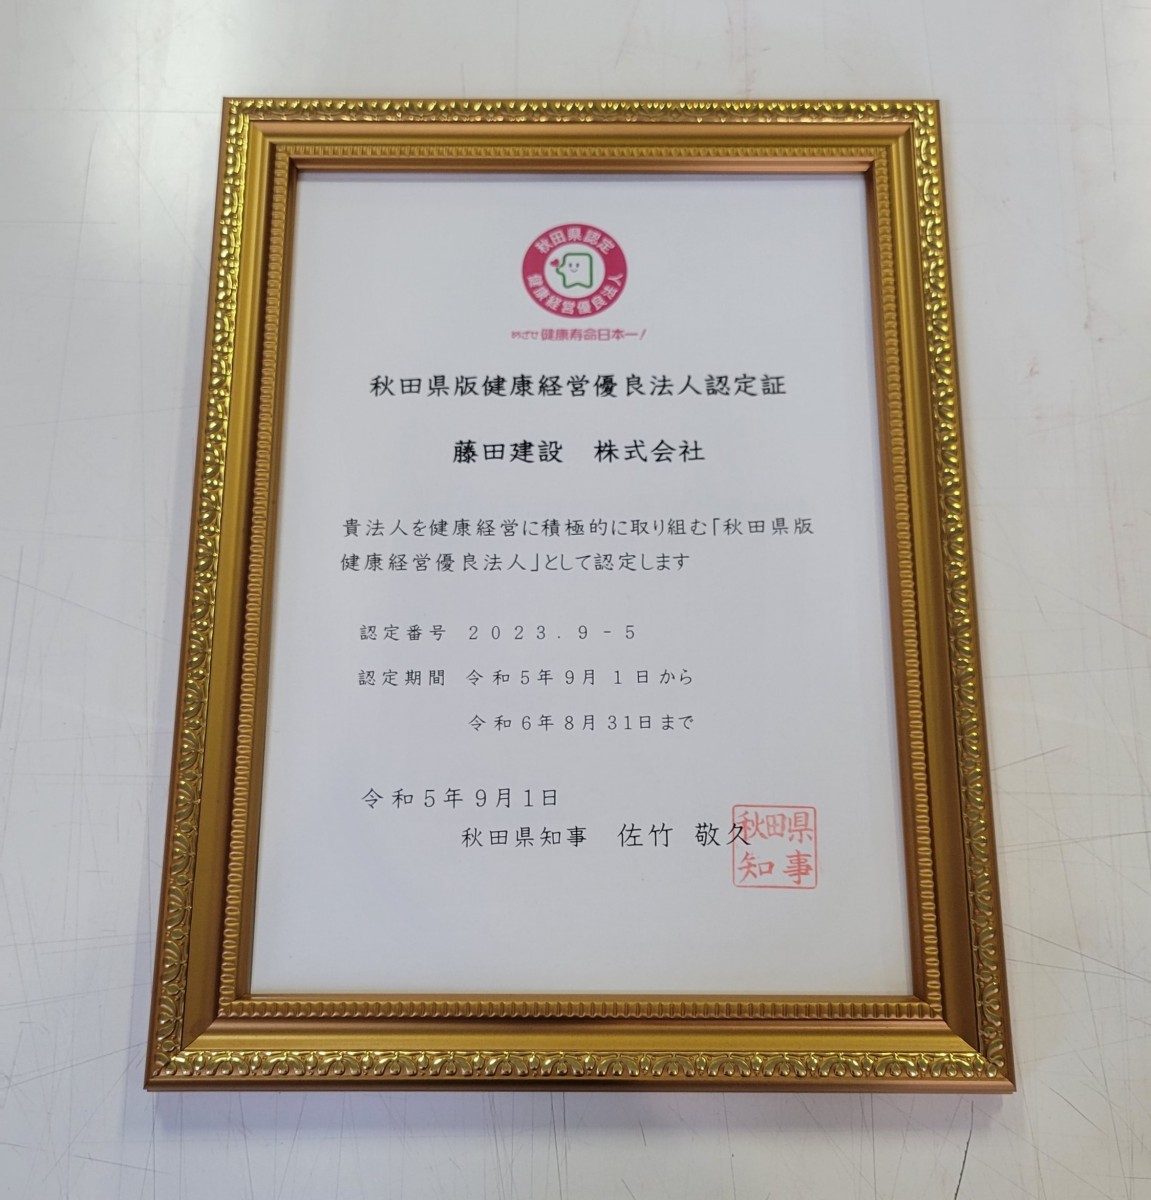 秋田県認定
健康経営優良法人
めざせ健康寿命日本一！
秋田県版健康経営優良法人認定証
藤田建設　株式会社
貴法人を健康経営に積極的に取り組む「秋田県版
健康経営優良法人」として認定します
認定番号　２０２３．９－５
認定期間　令和５年９月１日から
令和６年８月31日まで
令和５年９月１日
秋田県知事　佐竹　敬久
秋田県
知事